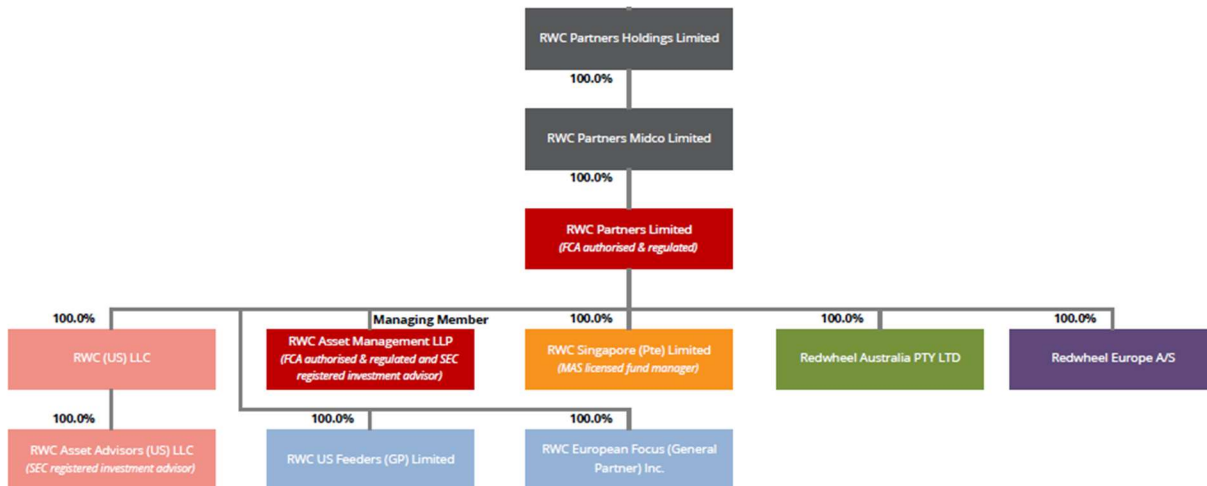 RWC Partners Holdings Limited
100.0%
RWC Partners Midco Limited
100.0%
RWC Partners Limited
(FCA authorised & regulated)
100.0%
Managing Member
100.0%
100.0%
100.0%
RWC (US) LLC
RWC Asset Management LLP
(FCA authorised & regulated and SEC
registered investment advisor)
RWC Singapore (Pte) Limited
(MAS licensed fund manager)
Redwheel Australia PTY LTD
Redwheel Europe A/S
100.0%
100.0%
100.0%
RWC Asset Advisors (US) LLC
(SEC registered investment advisor)
RWC US Feeders (GP) Limited
RWC European Focus (General
Partner) Inc.